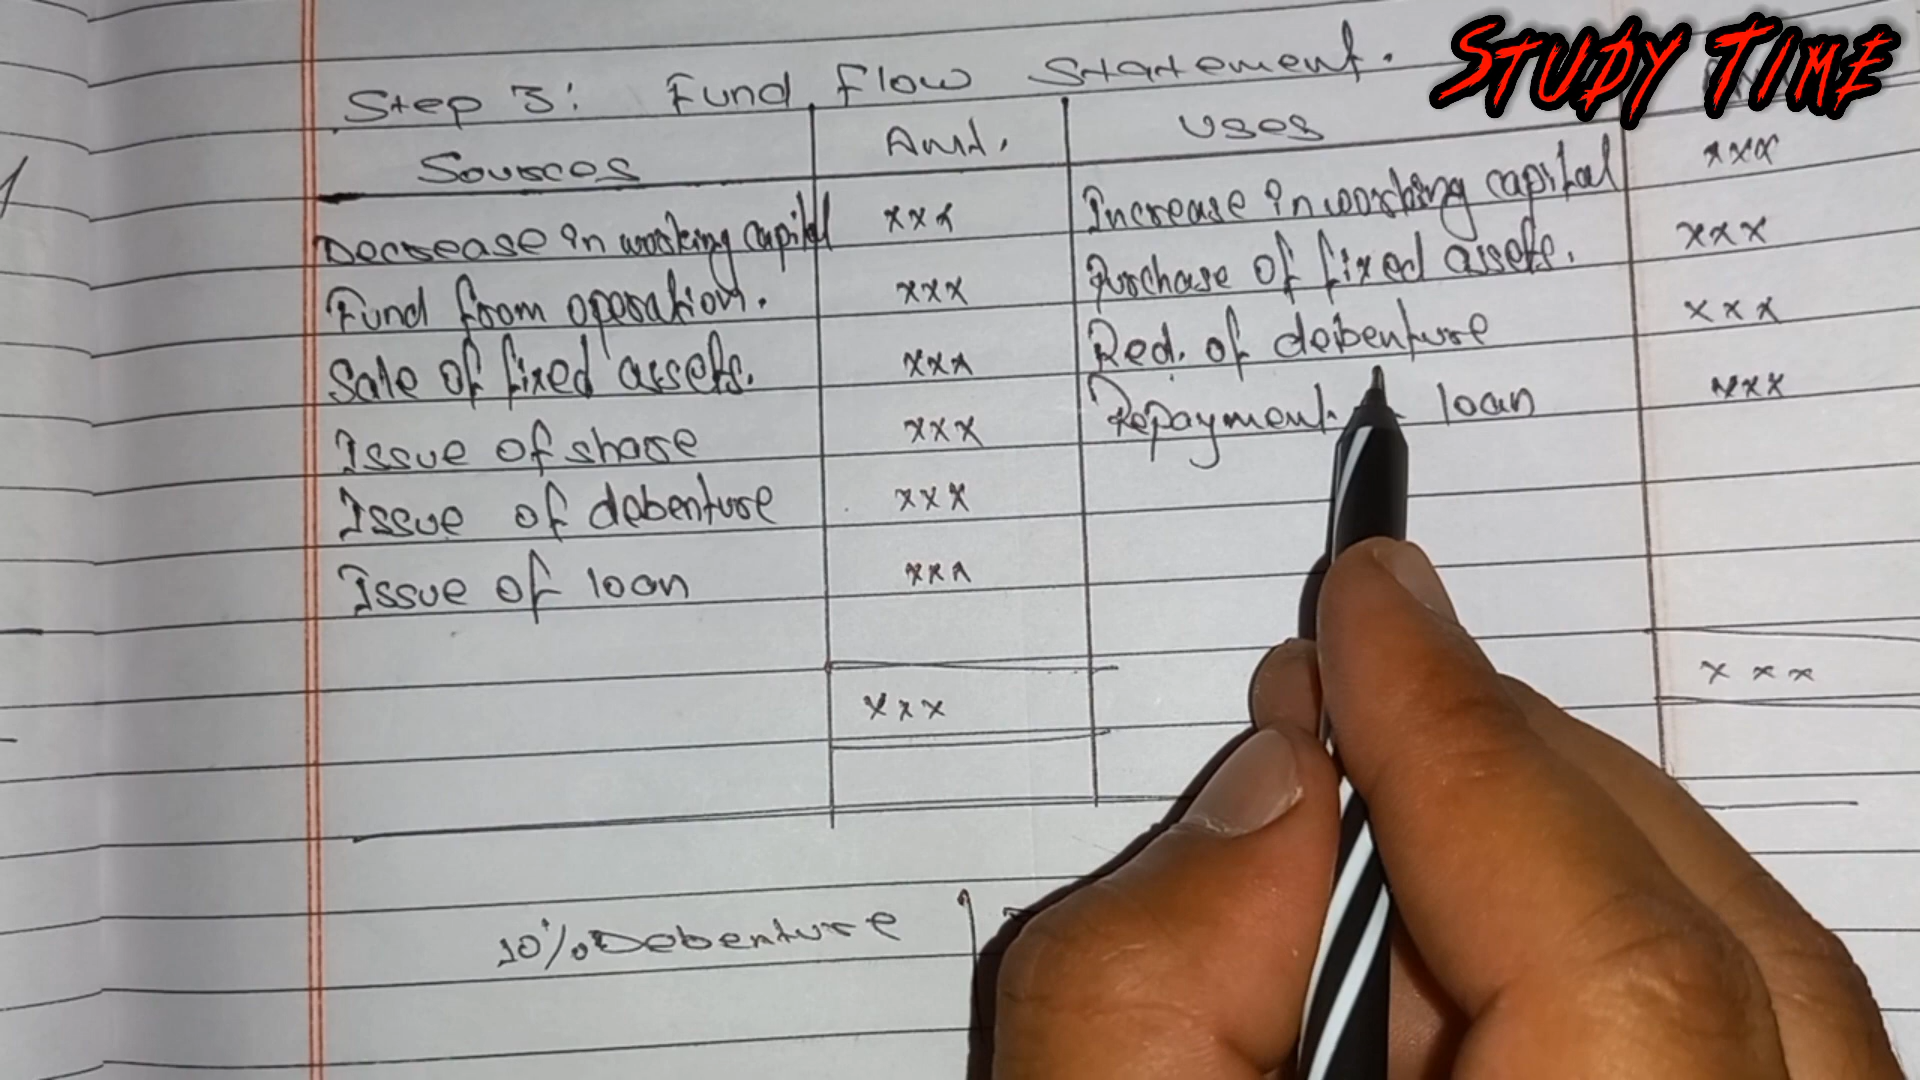 STUDY TIME
Step 3: Fund Flow Statement.
Sources Amt. Uses
Decrease in working capital xxx Increase in working capital xxx
Fund from operation. xxx Purchase of fixed assets. xxx
Sale of fixed assets. xxx Red. of debenture xxx
Issue of share xxx Repayment loan xxx
Issue of debenture xxx
Issue of loan xxx
xxx xxx
10% Debenture